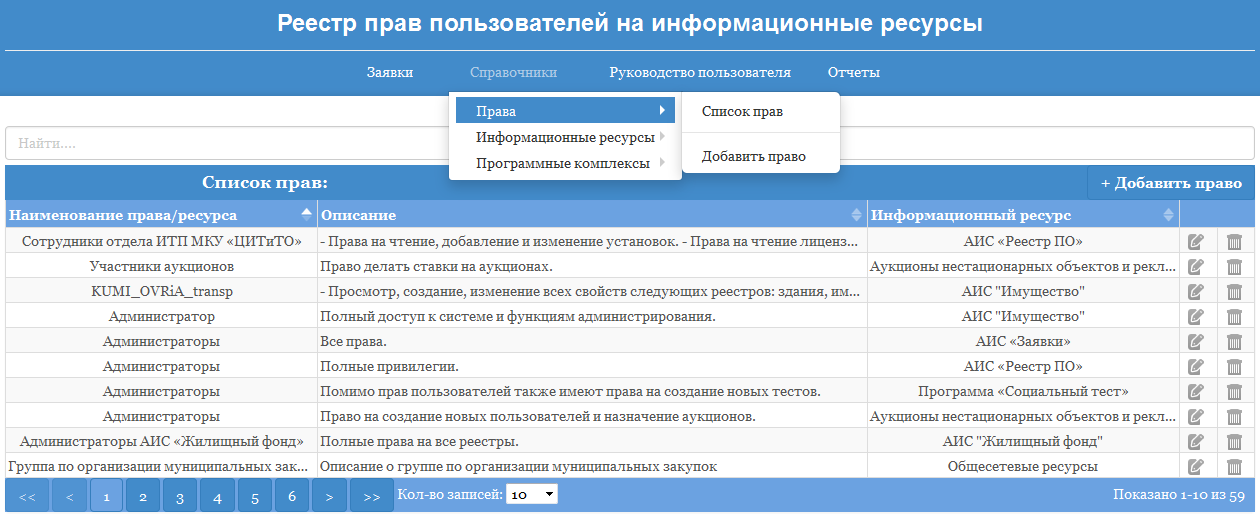 Реестр прав пользователей на информационные ресурсы
Заявки Справочники Руководство пользователя Отчеты
Права Список прав
Информационные ресурсы
Программные комплексы Добавить право
Найти....
Список прав: + Добавить право
Наименование права/ресурса Описание Информационный ресурс
Сотрудники отдела ИТП МКУ «ЦИТиТО» - Права на чтение, добавление и изменение установок. - Права на чтение лиценз... АИС «Реестр ПО»
Участники аукционов Право делать ставки на аукционах. Аукционы нестационарных объектов и рекл...
KUMI_OVRiA_transp - Просмотр, создание, изменение всех свойств следующих реестров: здания, им... АИС "Имущество"
Администратор Полный доступ к системе и функциям администрирования. АИС "Имущество"
Администраторы Все права. АИС «Заявки»
Администраторы Полные привилегии. АИС «Реестр ПО»
Администраторы Помимо прав пользователей также имеют права на создание новых тестов. Программа «Социальный тест»
Администраторы Право на создание новых пользователей и назначение аукционов. Аукционы нестационарных объектов и рекл...
Администраторы АИС «Жилищный фонд» Полные права на все реестры. АИС "Жилищный фонд"
Группа по организации муниципальных зак... Описание о группе по организации муниципальных закупок Общесетевые ресурсы
<< < 1 2 3 4 5 6 > >> Кол-во записей: 10 Показано 1-10 из 59